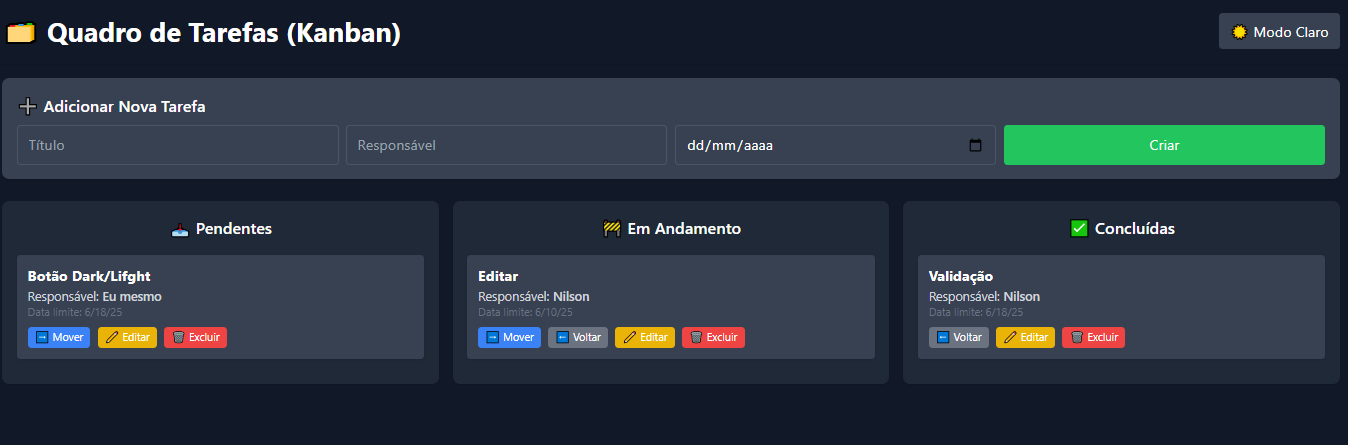 Quadro de Tarefas (Kanban)
Modo Claro
Adicionar Nova Tarefa
Título
Responsável
dd/mm/aaaa
Criar
Pendentes
Botão Dark/Lifght
Responsável: Eu mesmo
Data limite: 6/18/25
Mover Editar Excluir
Em Andamento
Editar
Responsável: Nilson
Data limite: 6/10/25
Mover Voltar Editar Excluir
Concluídas
Validação
Responsável: Nilson
Data limite: 6/18/25
Voltar Editar Excluir